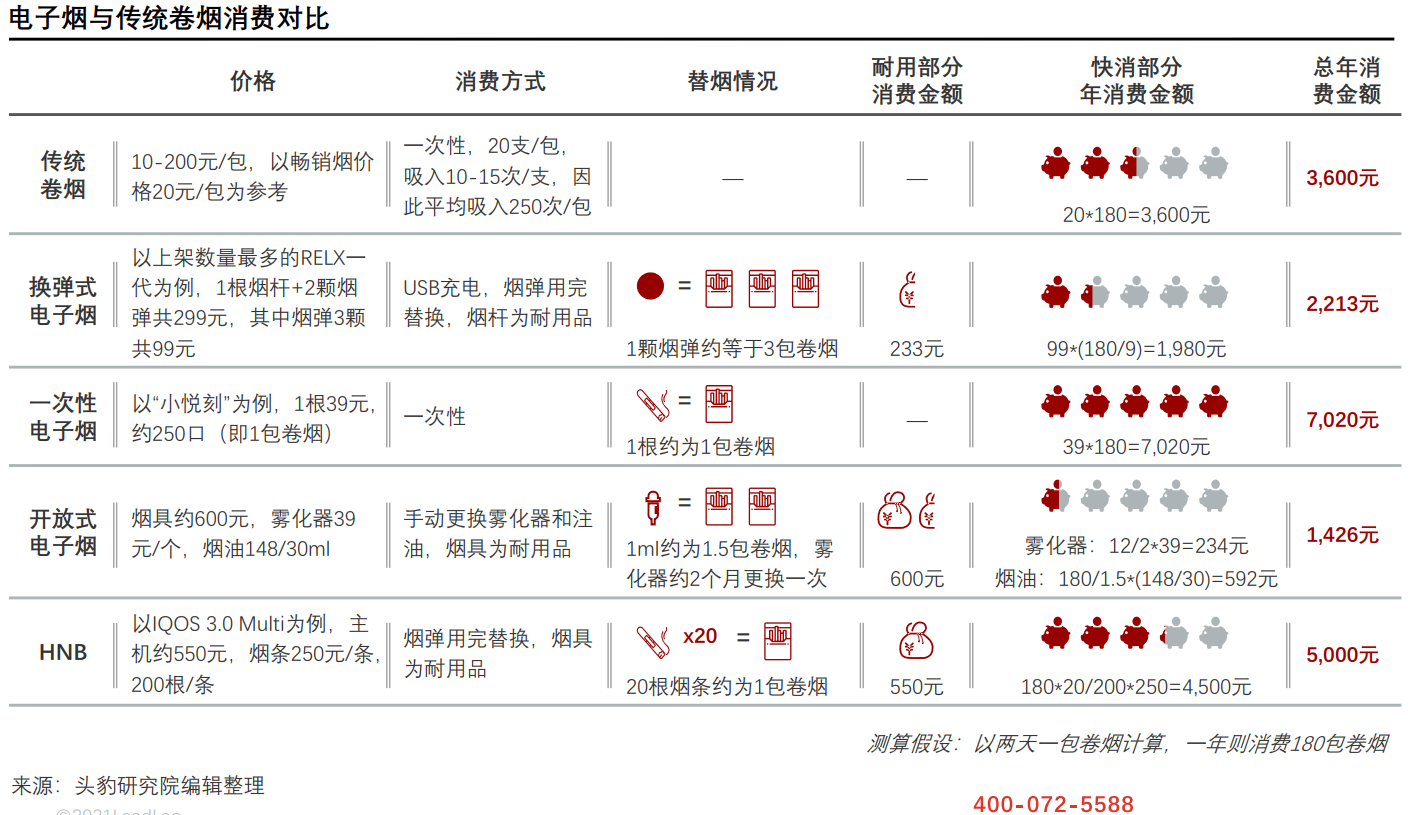 电子烟与传统卷烟消费对比
价格
消费方式
替烟情况
耐用部分
消费金额
快消部分
年消费金额
总年消
费金额
传统
卷烟
10-200元/包，以畅销烟价
格20元/包为参考
一次性，20支/包，
吸入10-15次/支，因
此平均吸入250次/包
—
—
20*180=3,600元
3,600元
换弹式
电子烟
以上架数量最多的RELX一
代为例，1根烟杆+2颗烟
弹共299元，其中烟弹3颗
共99元
USB充电，烟弹用完
替换，烟杆为耐用品
=
1颗烟弹约等于3包卷烟
233元
99*(180/9)=1,980元
2,213元
一次性
电子烟
以“小悦刻”为例，1根39元，
约250口（即1包卷烟）
一次性
=
1根约为1包卷烟
—
39*180=7,020元
7,020元
开放式
电子烟
烟具约600元，雾化器39
元/个，烟油148/30ml
手动更换雾化器和注
油，烟具为耐用品
=
1ml约为1.5包卷烟，雾
化器约2个月更换一次
600元
雾化器：12/2*39=234元
烟油：180/1.5*(148/30)=592元
1,426元
HNB
以IQOS 3.0 Multi为例，主
机约550元，烟条250元/条，
200根/条
烟弹用完替换，烟具
为耐用品
x20 =
20根烟条约为1包卷烟
550元
180*20/200*250=4,500元
5,000元
测算假设：以两天一包卷烟计算，一年则消费180包卷烟
来源：头豹研究院编辑整理
400-072-5588